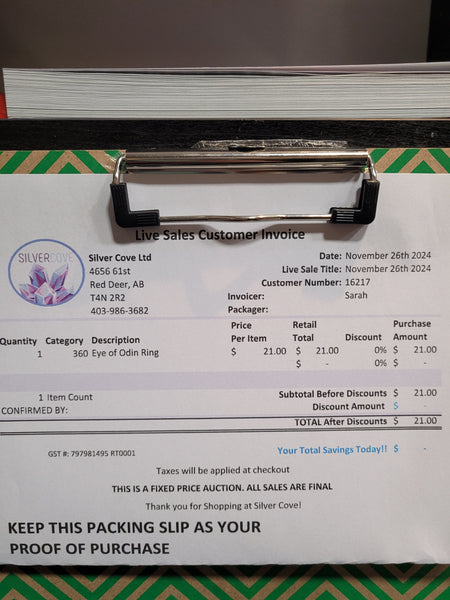 Live Sales Customer Invoice
SILVERCOVE
Silver Cove Ltd
4656 61st
Red Deer, AB
T4N 2R2
403-986-3682
Date: November 26th 2024
Live Sale Title: November 26th 2024
Customer Number: 16217
Invoicer: Sarah
Packager:
Quantity Category Description Price Per Item Retail Total Discount Purchase Amount
1 360 Eye of Odin Ring $ 21.00 $ 21.00 0% $ 21.00
$ - 0% $ -
1 Item Count
Subtotal Before Discounts $ 21.00
CONFIRMED BY:
Discount Amount $ -
TOTAL After Discounts $ 21.00
GST #: 797981495 RT0001
Your Total Savings Today!! $ -
Taxes will be applied at checkout
THIS IS A FIXED PRICE AUCTION. ALL SALES ARE FINAL
Thank you for Shopping at Silver Cove!
KEEP THIS PACKING SLIP AS YOUR
PROOF OF PURCHASE